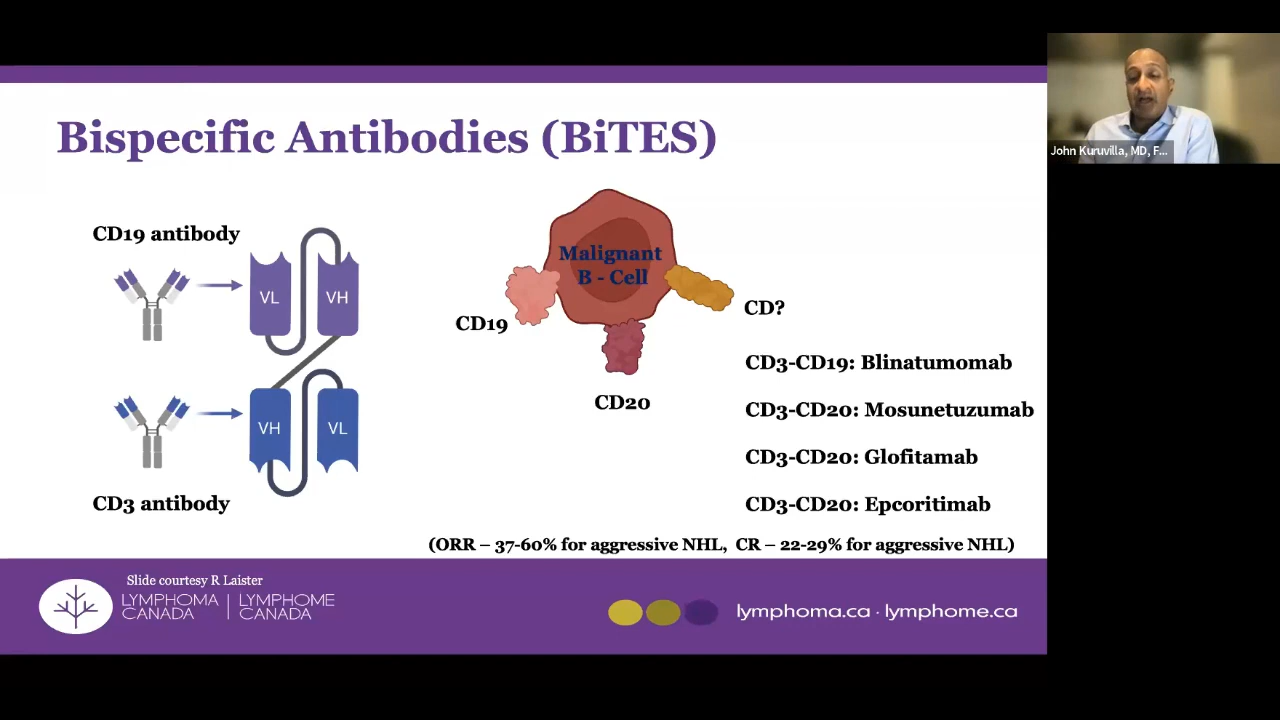 Bispecific Antibodies (BiTES)
CD19 antibody
VL
VH
VH
VL
CD3 antibody
Malignant
B - Cell
CD19
CD20
CD?
CD3-CD19: Blinatumomab
CD3-CD20: Mosunetuzumab
CD3-CD20: Glofitamab
CD3-CD20: Epcoritimab
(ORR – 37-60% for aggressive NHL, CR – 22-29% for aggressive NHL)
Slide courtesy R Laister
LYMPHOMA | LYMPHOME
CANADA | CANADA
lymphoma.ca · lymphome.ca
John Kuruvilla, MD, F...